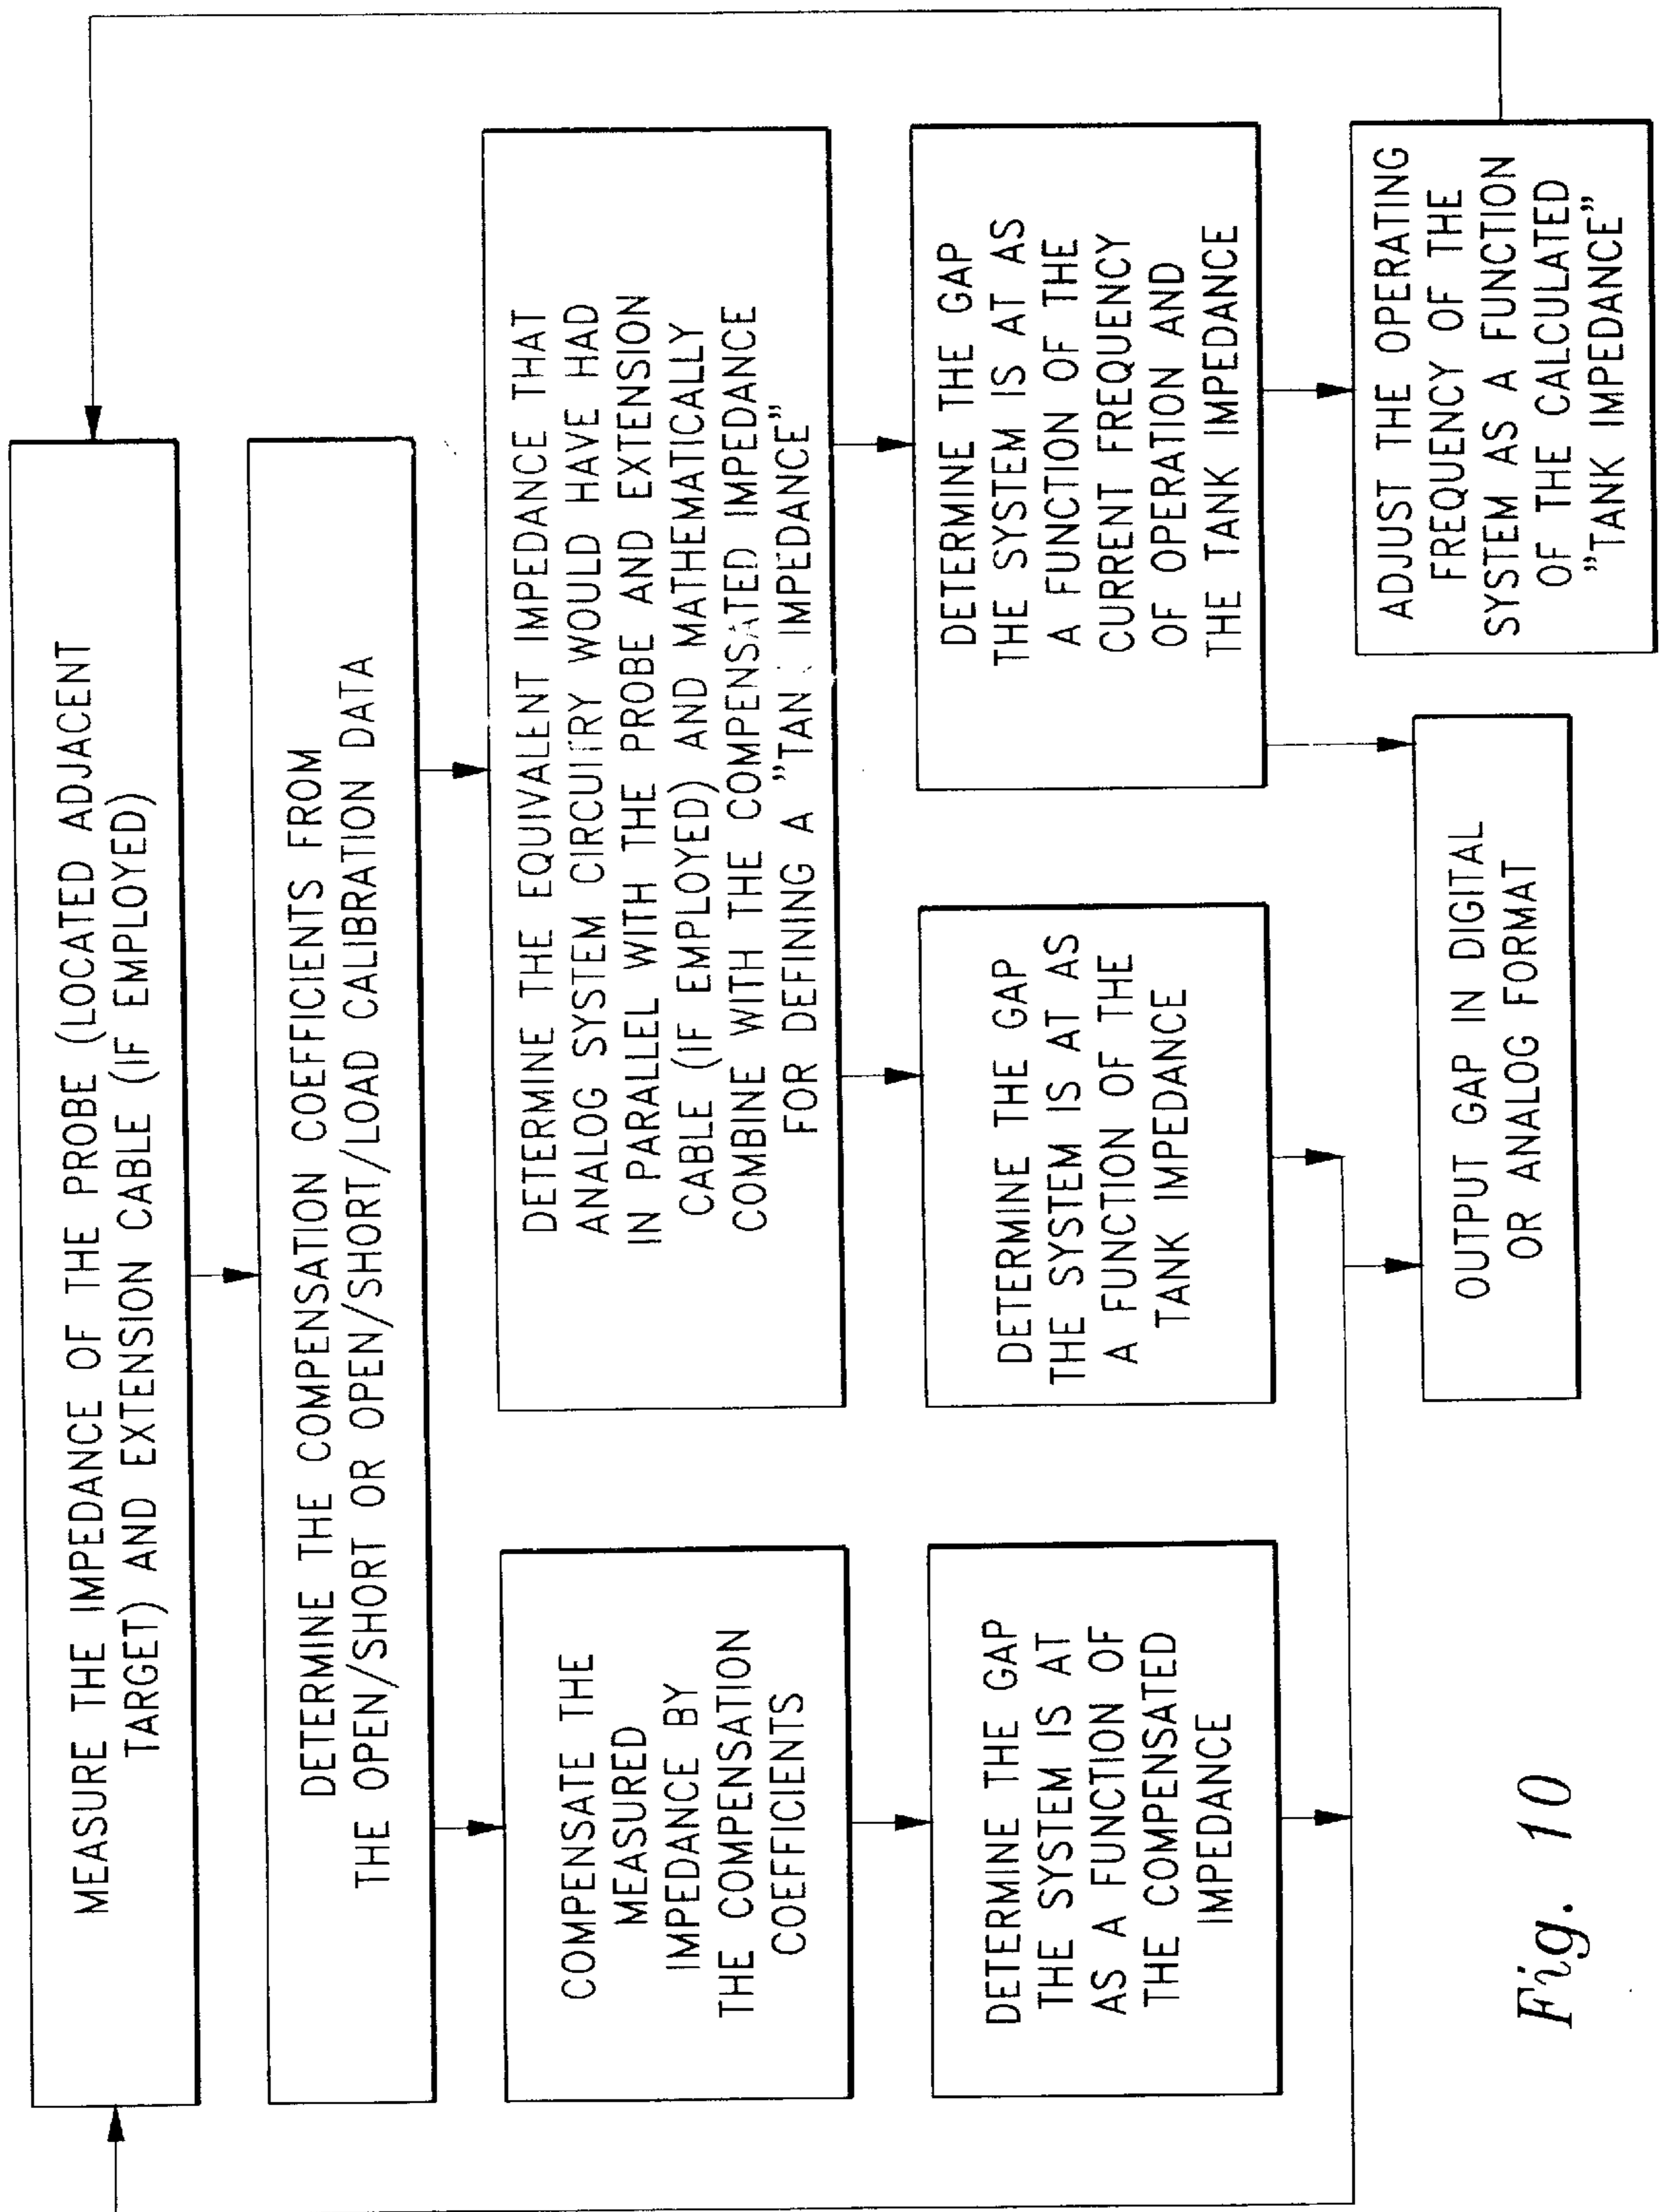 MEASURE THE IMPEDANCE OF THE PROBE (LOCATED ADJACENT
TARGET) AND EXTENSION CABLE (IF EMPLOYED)
DETERMINE THE COMPENSATION COEFFICIENTS FROM
THE OPEN/SHORT OR OPEN/SHORT/LOAD CALIBRATION DATA
COMPENSATE THE
MEASURED
IMPEDANCE BY
THE COMPENSATION
COEFFICIENTS
DETERMINE THE EQUIVALENT IMPEDANCE THAT
ANALOG SYSTEM CIRCUITRY WOULD HAVE HAD
IN PARALLEL WITH THE PROBE AND EXTENSION
CABLE (IF EMPLOYED) AND MATHEMATICALLY
COMBINE WITH THE COMPENSATED IMPEDANCE
FOR DEFINING A "TANK IMPEDANCE"
DETERMINE THE GAP
THE SYSTEM IS AT
AS A FUNCTION OF
THE COMPENSATED
IMPEDANCE
DETERMINE THE GAP
THE SYSTEM IS AT AS
A FUNCTION OF THE
TANK IMPEDANCE
DETERMINE THE GAP
THE SYSTEM IS AT AS
A FUNCTION OF THE
CURRENT FREQUENCY
OF OPERATION AND
THE TANK IMPEDANCE
OUTPUT GAP IN DIGITAL
OR ANALOG FORMAT
ADJUST THE OPERATING
FREQUENCY OF THE
SYSTEM AS A FUNCTION
OF THE CALCULATED
"TANK IMPEDANCE"
Fig. 10